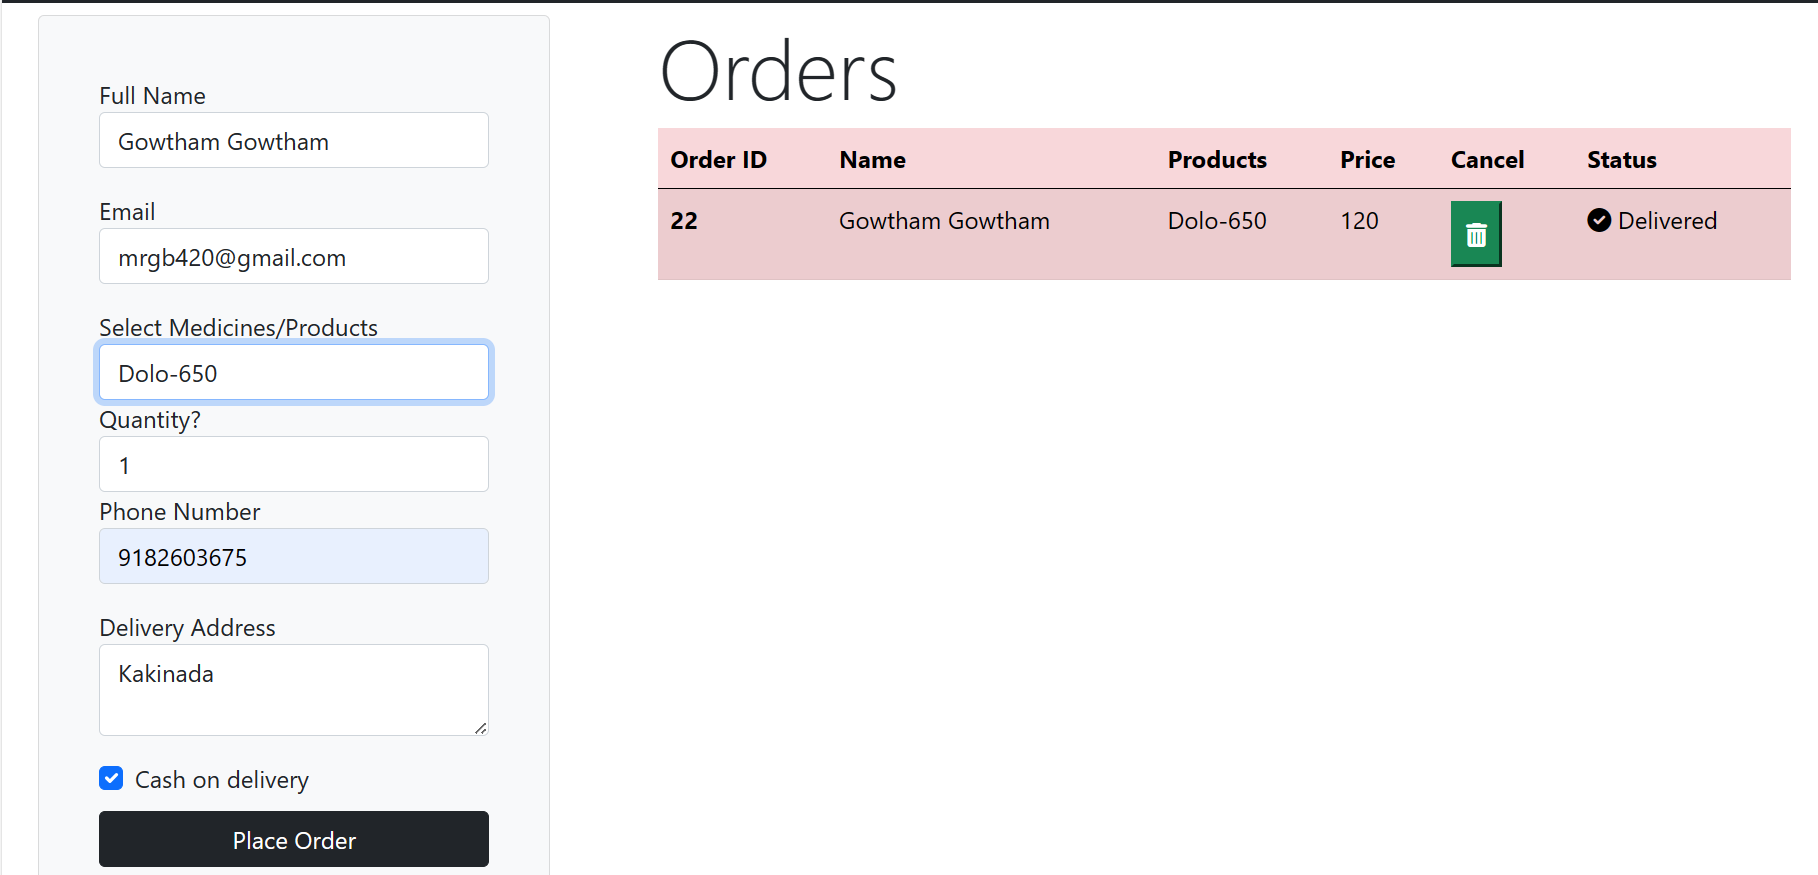 Full Name
Gowtham Gowtham
Email
mrgb420@gmail.com
Select Medicines/Products
Dolo-650
Quantity?
1
Phone Number
9182603675
Delivery Address
Kakinada
Cash on delivery
Place Order
Orders
Order ID Name Products Price Cancel Status
22 Gowtham Gowtham Dolo-650 120 Delivered